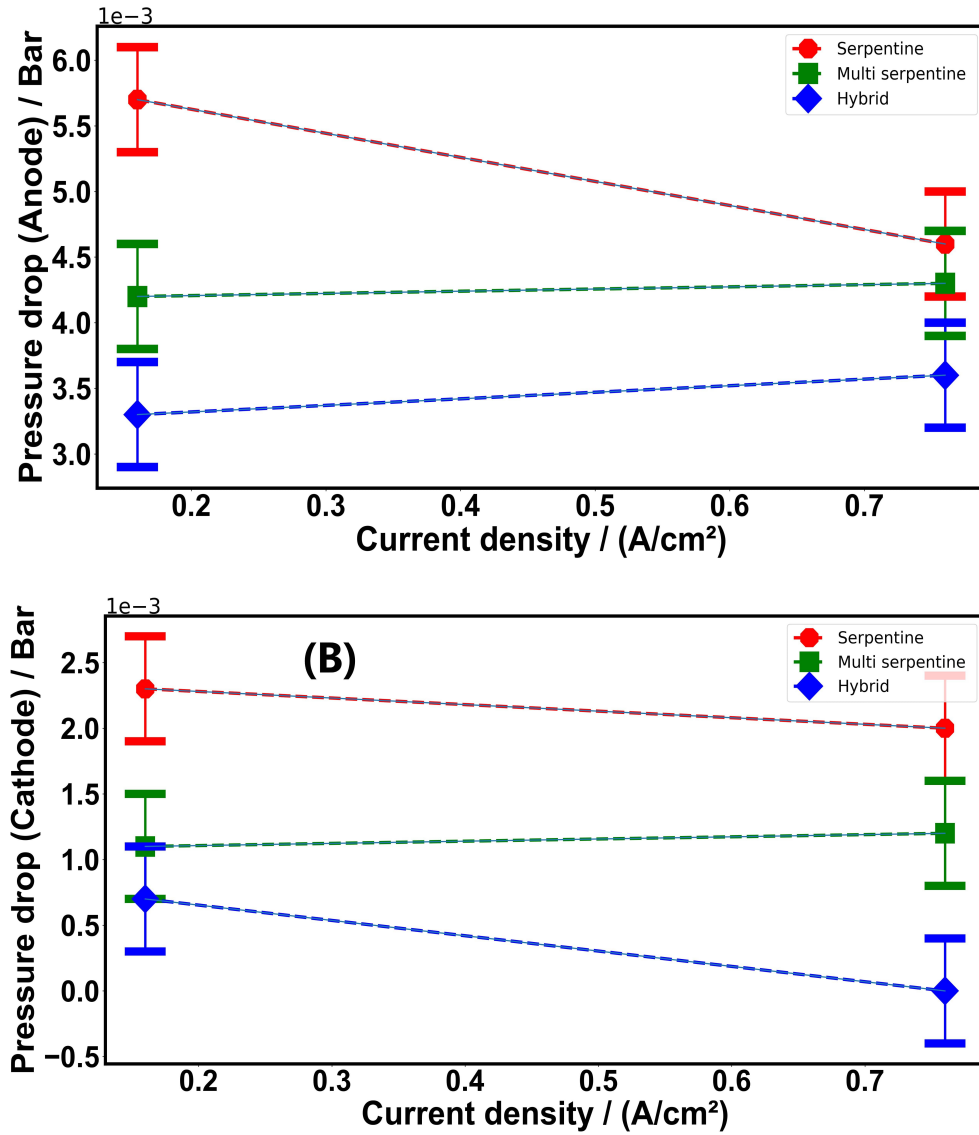 1e−3
Pressure drop (Anode) / Bar
6.0
5.5
5.0
4.5
4.0
3.5
3.0
Serpentine
Multi serpentine
Hybrid
0.2 0.3 0.4 0.5 0.6 0.7
Current density / (A/cm²)
1e−3
Pressure drop (Cathode) / Bar
(B)
2.5
2.0
1.5
1.0
0.5
0.0
−0.5
Serpentine
Multi serpentine
Hybrid
0.2 0.3 0.4 0.5 0.6 0.7
Current density / (A/cm²)